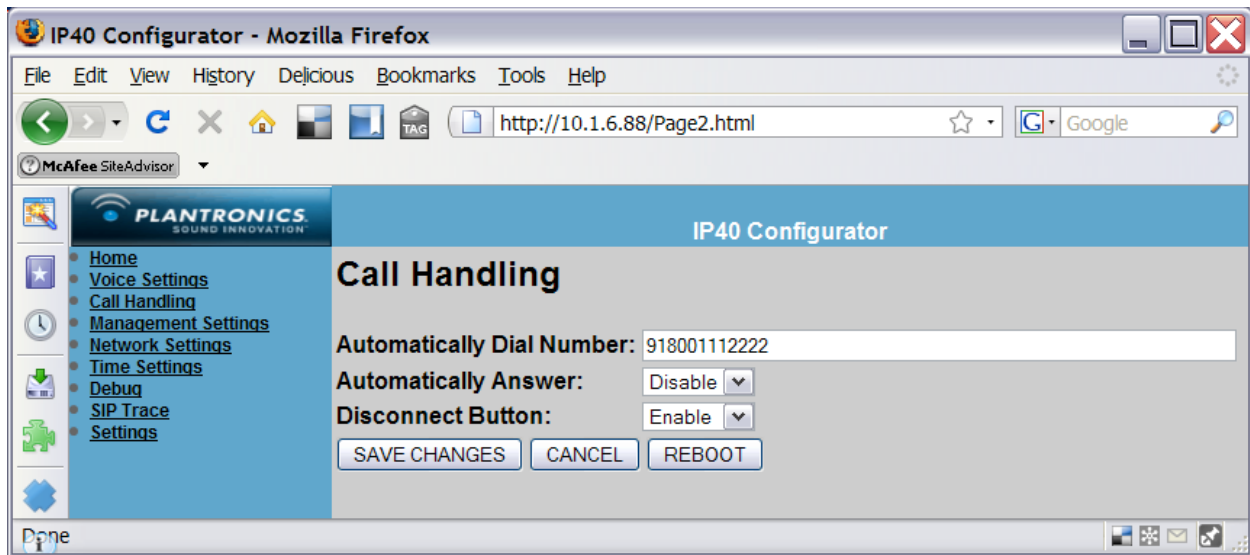 IP40 Configurator - Mozilla Firefox
File Edit View History Delicious Bookmarks Tools Help
TAG http://10.1.6.88/Page2.html G Google
McAfee SiteAdvisor
PLANTRONICS.
SOUND INNOVATION™
IP40 Configurator
Home
Voice Settings
Call Handling
Management Settings
Network Settings
Time Settings
Debug
SIP Trace
Settings
Call Handling
Automatically Dial Number: 918001112222
Automatically Answer: Disable
Disconnect Button: Enable
SAVE CHANGES CANCEL REBOOT
Done